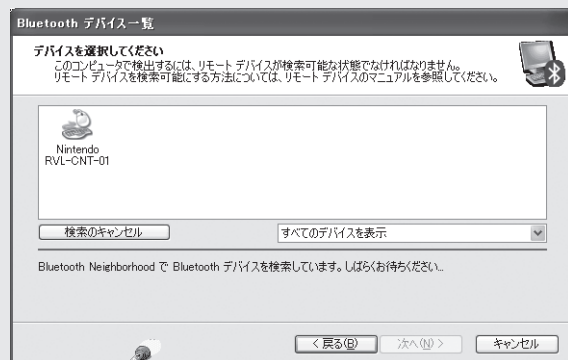 Bluetooth デバイス一覧
デバイスを選択してください
このコンピュータで検出するには、リモート デバイスが検索可能な状態でなければなりません。
リモート デバイスを検索可能にする方法については、リモート デバイスのマニュアルを参照してください。
Nintendo
RVL-CNT-01
検索のキャンセル
すべてのデバイスを表示
Bluetooth Neighborhood で Bluetooth デバイスを検索しています。しばらくお待ちください...
< 戻る(B)
次へ(N) >
キャンセル